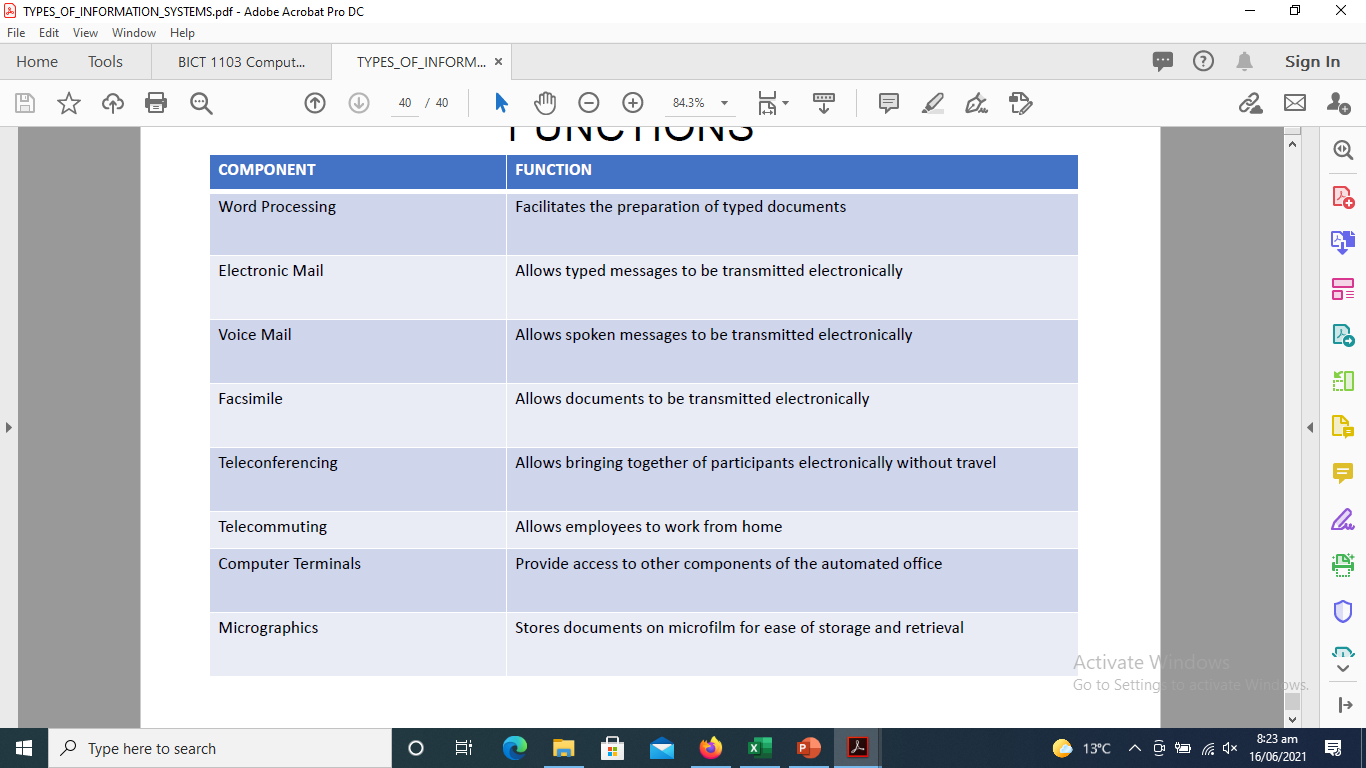 TYPES_OF_INFORMATION_SYSTEMS.pdf - Adobe Acrobat Pro DC
File Edit View Window Help
Home Tools BICT 1103 Comput... TYPES_OF_INFORM... ×
40 / 40 84.3%
Sign In
FUNCTIONS
COMPONENT FUNCTION
Word Processing Facilitates the preparation of typed documents
Electronic Mail Allows typed messages to be transmitted electronically
Voice Mail Allows spoken messages to be transmitted electronically
Facsimile Allows documents to be transmitted electronically
Teleconferencing Allows bringing together of participants electronically without travel
Telecommuting Allows employees to work from home
Computer Terminals Provide access to other components of the automated office
Micrographics Stores documents on microfilm for ease of storage and retrieval
Activate Windows
Go to Settings to activate Windows.
Type here to search
13°C
8:23 am
16/06/2021